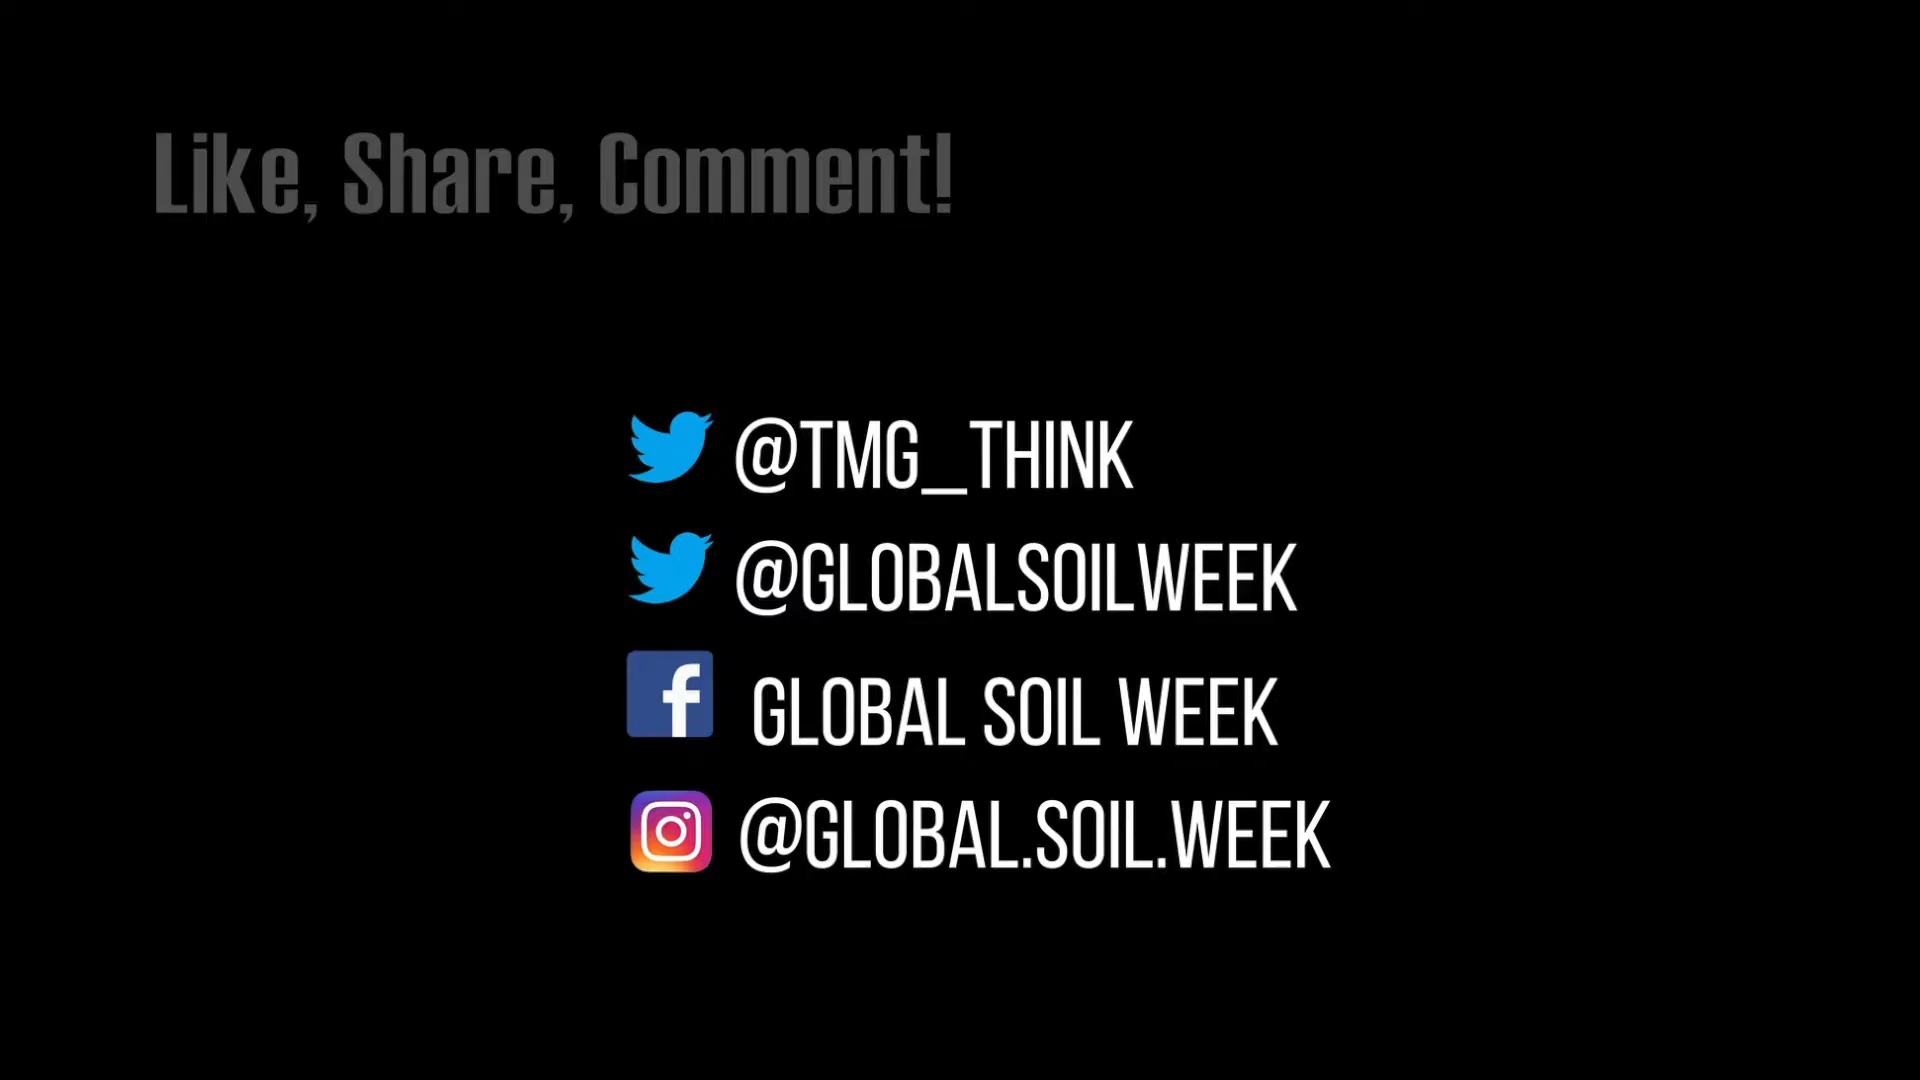 Like, Share, Comment!
@TMG_THINK
@GLOBALSOILWEEK
GLOBAL SOIL WEEK
@GLOBAL.SOIL.WEEK